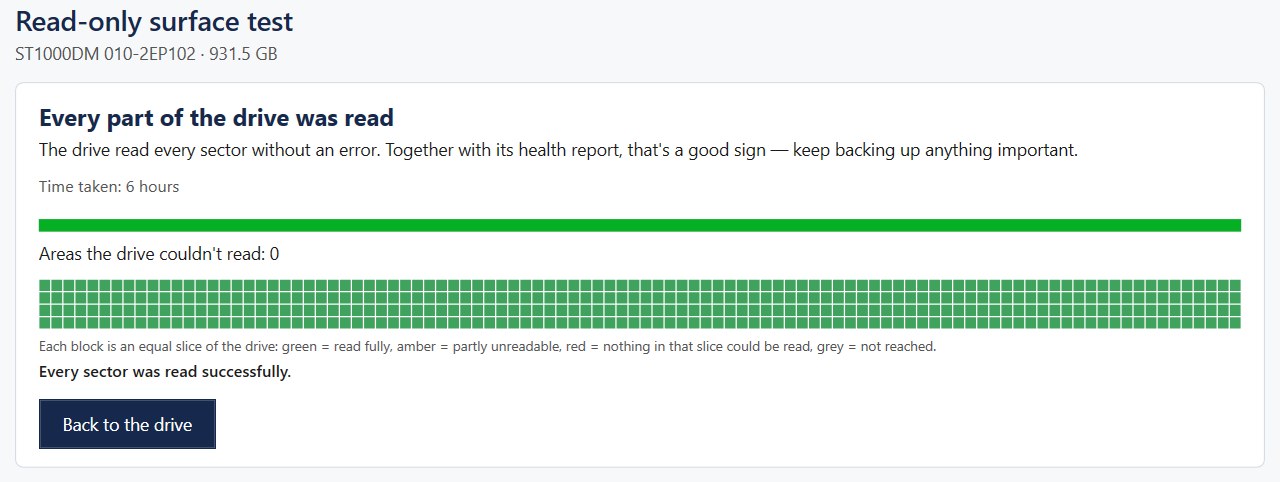 Read-only surface test
ST1000DM 010-2EP102 · 931.5 GB
Every part of the drive was read
The drive read every sector without an error. Together with its health report, that's a good sign — keep backing up anything important.
Time taken: 6 hours
Areas the drive couldn't read: 0
Each block is an equal slice of the drive: green = read fully, amber = partly unreadable, red = nothing in that slice could be read, grey = not reached.
Every sector was read successfully.
Back to the drive